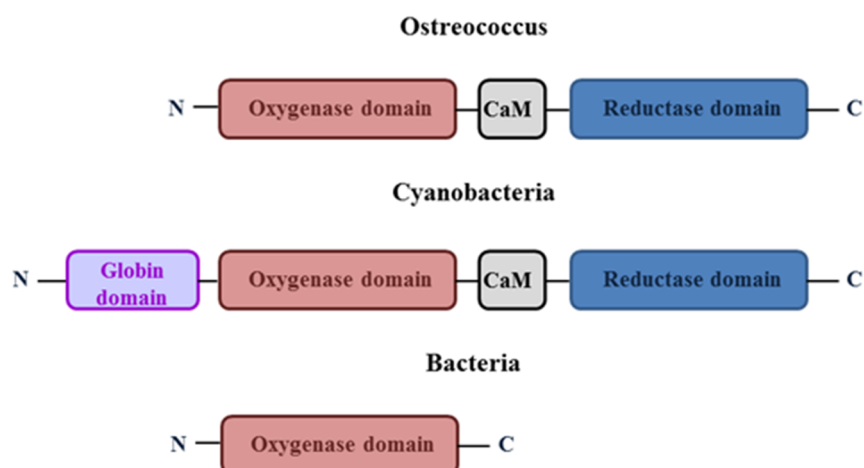 Ostreococcus
N Oxygenase domain CaM Reductase domain C
Cyanobacteria
N Globin domain Oxygenase domain CaM Reductase domain C
Bacteria
N Oxygenase domain C